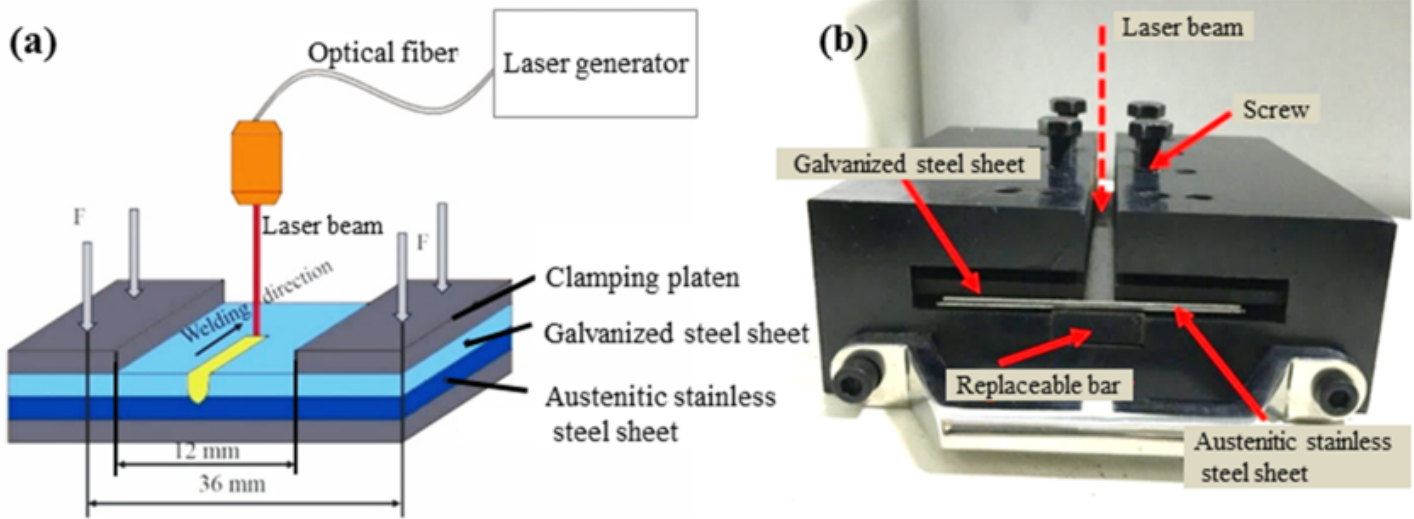 (a)
Optical fiber
Laser generator
F
F
Laser beam
Welding direction
Clamping platen
Galvanized steel sheet
Austenitic stainless
steel sheet
12 mm
36 mm
(b)
Laser beam
Screw
Galvanized steel sheet
Replaceable bar
Austenitic stainless
steel sheet